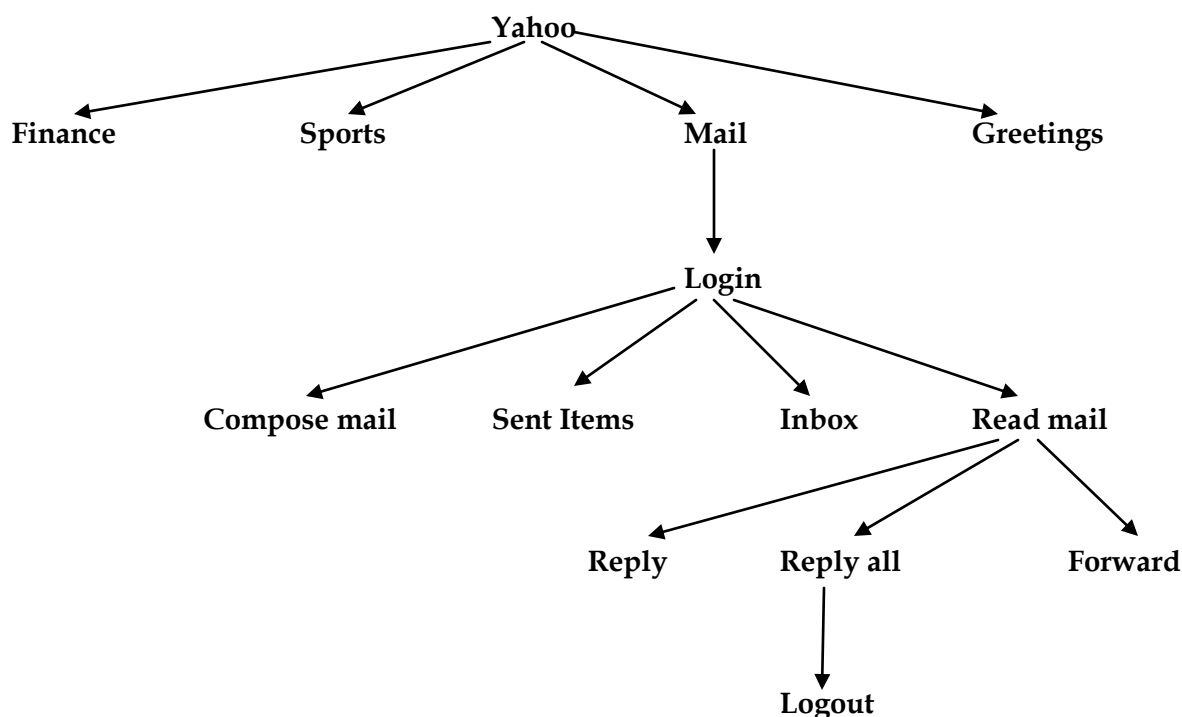 Yahoo
Finance Sports Mail Greetings
Login
Compose mail Sent Items Inbox Read mail
Reply Reply all Forward
Logout